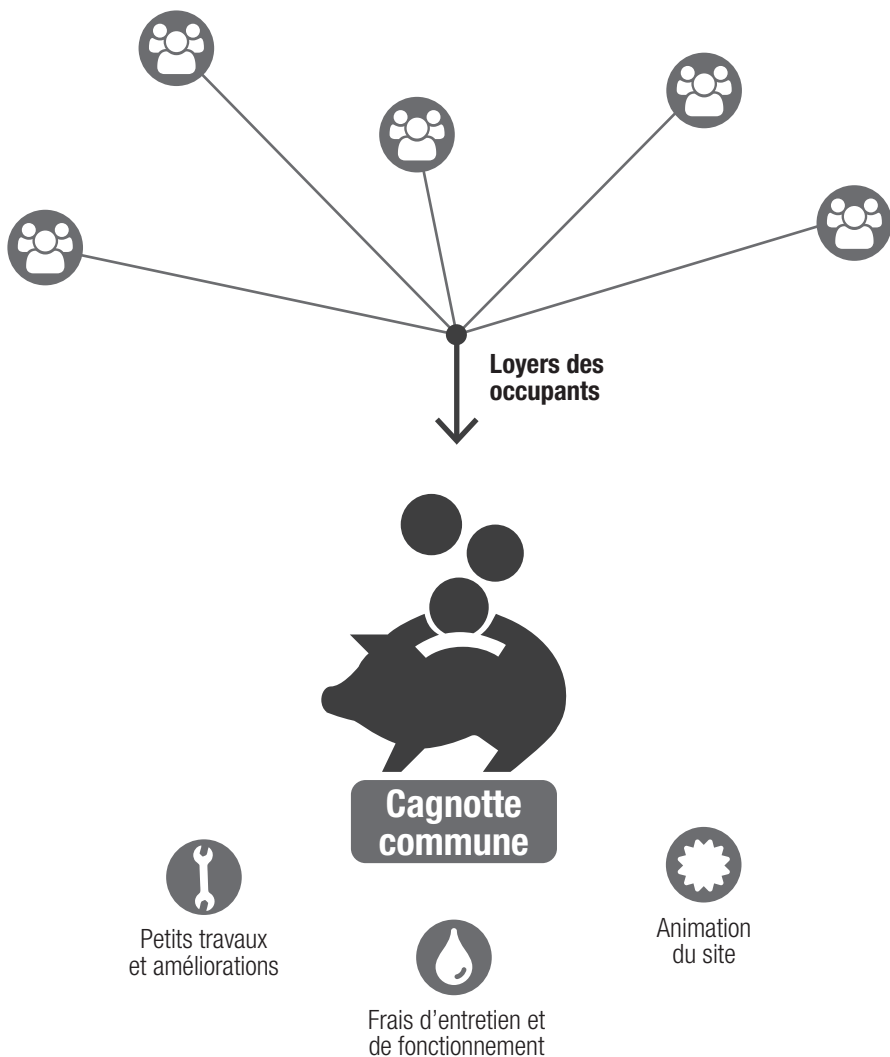 Loyers des
occupants
Cagnotte
commune
Petits travaux
et améliorations
Animation
du site
Frais d’entretien et
de fonctionnement